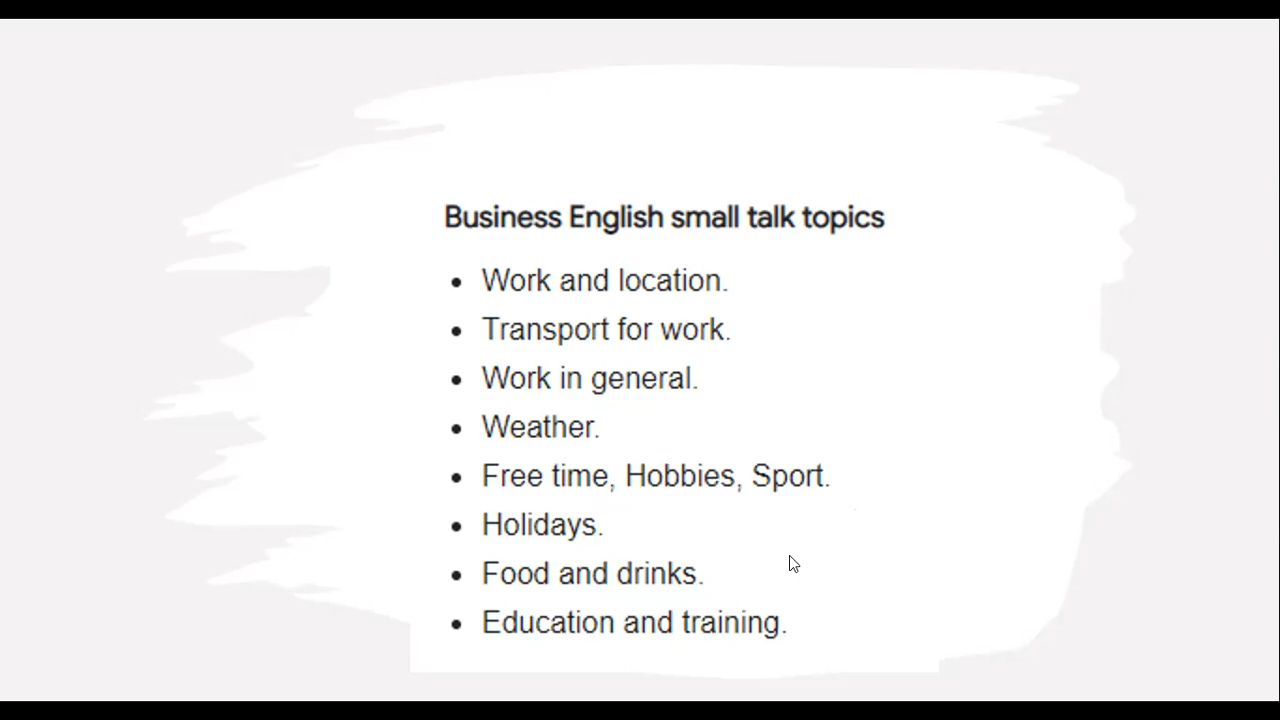 Business English small talk topics
• Work and location.
• Transport for work.
• Work in general.
• Weather.
• Free time, Hobbies, Sport.
• Holidays.
• Food and drinks.
• Education and training.